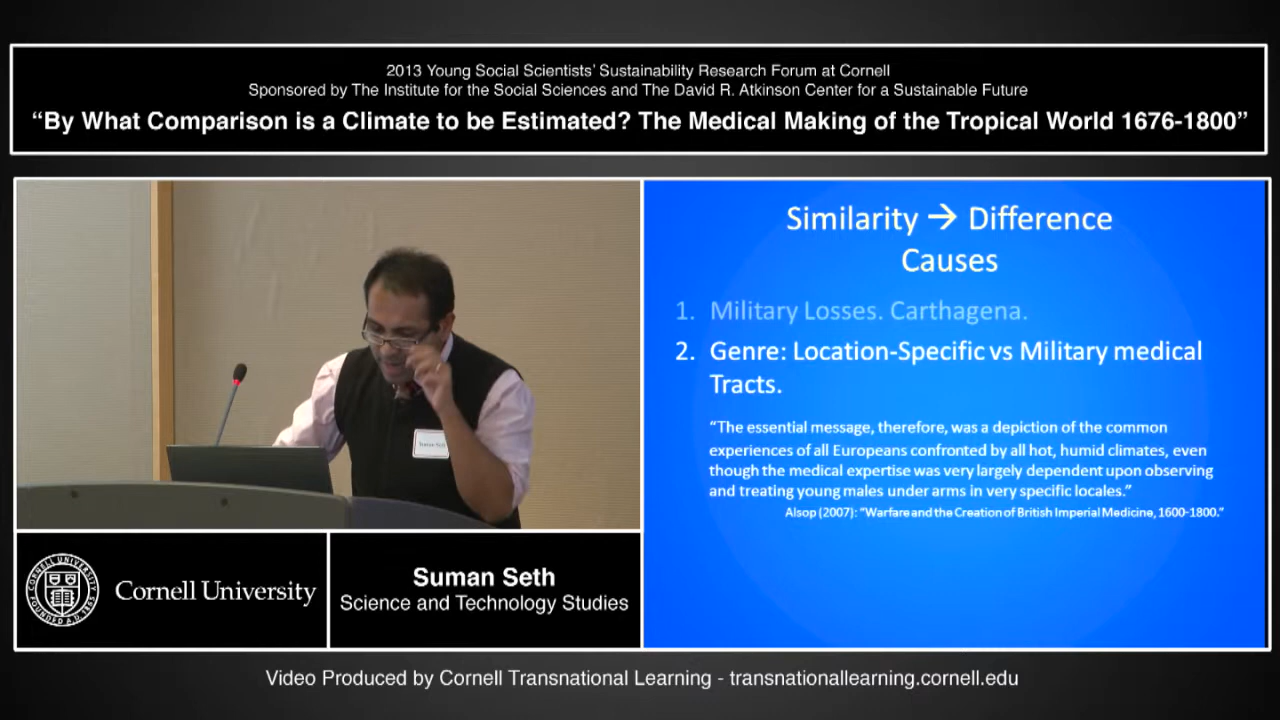 2013 Young Social Scientists' Sustainability Research Forum at Cornell
Sponsored by The Institute for the Social Sciences and The David R. Atkinson Center for a Sustainable Future
“By What Comparison is a Climate to be Estimated? The Medical Making of the Tropical World 1676-1800”
Similarity → Difference
Causes
1. Military Losses. Carthagena.
2. Genre: Location-Specific vs Military medical
Tracts.
“The essential message, therefore, was a depiction of the common
experiences of all Europeans confronted by all hot, humid climates, even
though the medical expertise was very largely dependent upon observing
and treating young males under arms in very specific locales.”
Alsop (2007): “Warfare and the Creation of British Imperial Medicine, 1600-1800.”
Suman Seth
Cornell University
Suman Seth
Science and Technology Studies
Video Produced by Cornell Transnational Learning - transnationallearning.cornell.edu